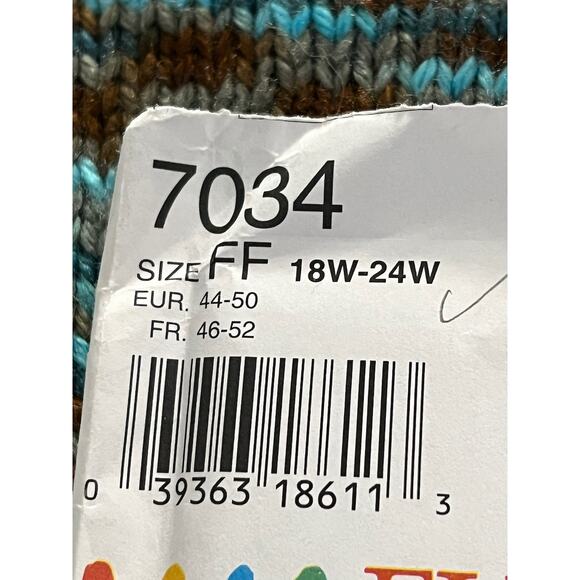 7034
SIZE FF 18W-24W
EUR. 44-50
FR. 46-52
0 39363 18611 3